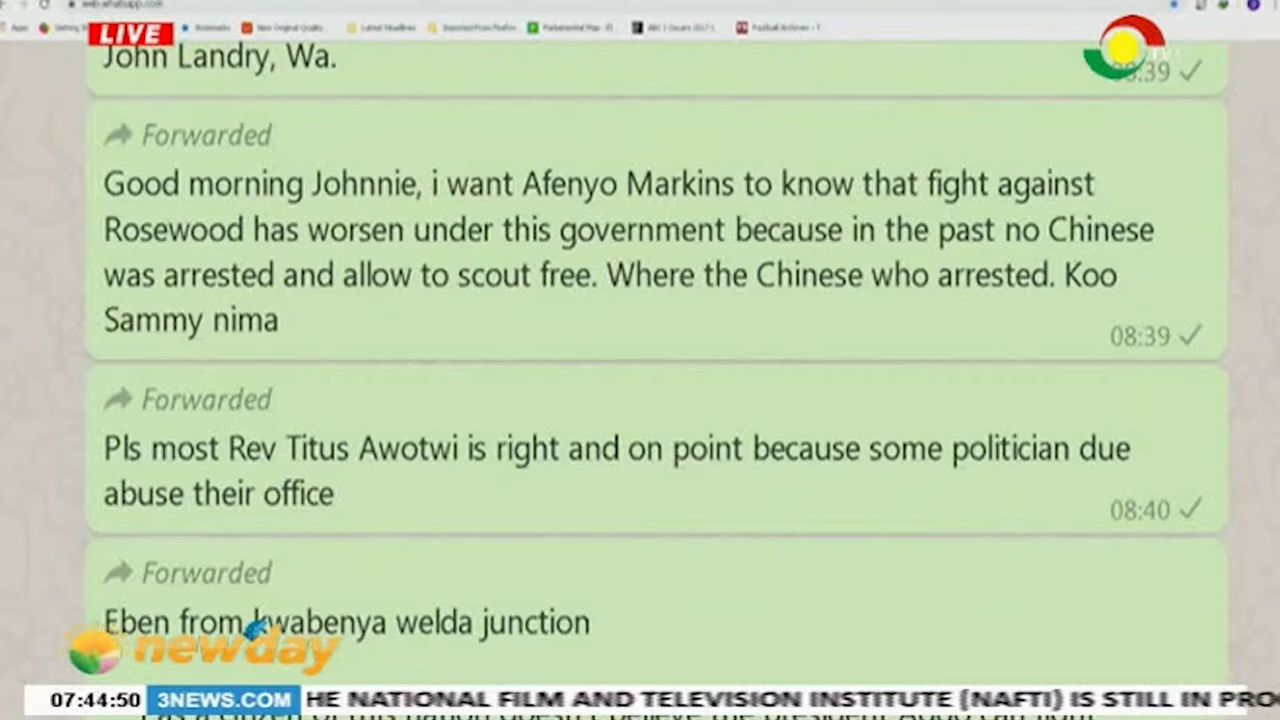 web.whatsapp.com
LIVE
John Landry, Wa.
Forwarded
Good morning Johnnie, i want Afenyo Markins to know that fight against
Rosewood has worsen under this government because in the past no Chinese
was arrested and allow to scout free. Where the Chinese who arrested. Koo
Sammy nima
08:39
Forwarded
Pls most Rev Titus Awotwi is right and on point because some politician due
abuse their office
08:40
Forwarded
Eben from kwabenya welda junction
newday
07:44:50 3NEWS.COM HE NATIONAL FILM AND TELEVISION INSTITUTE (NAFTI) IS STILL IN PRO